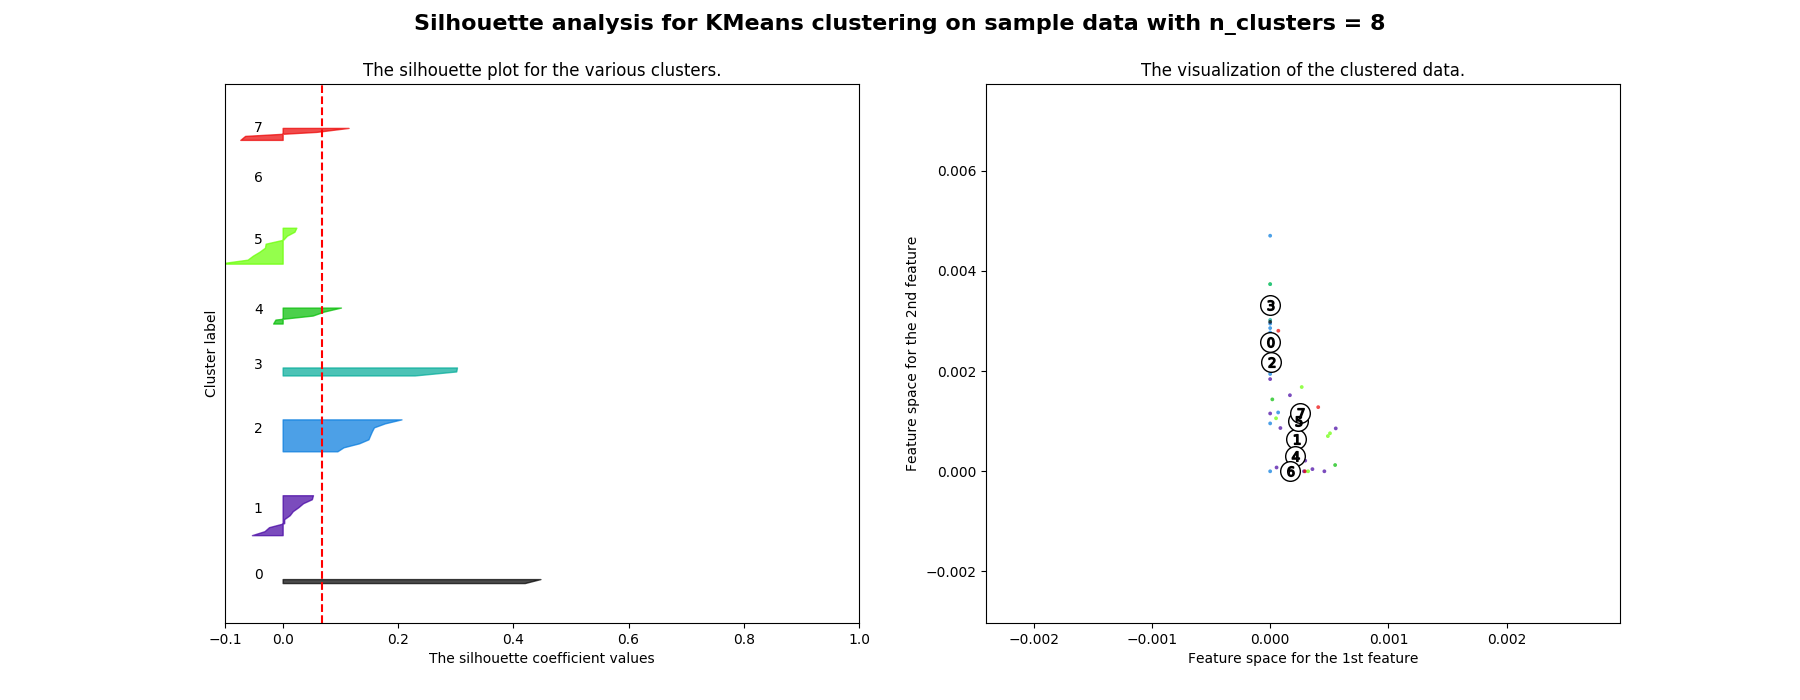 Silhouette analysis for KMeans clustering on sample data with n_clusters = 8
The silhouette plot for the various clusters.
7
6
5
4
3
2
1
0
Cluster label
−0.1 0.0 0.2 0.4 0.6 0.8 1.0
The silhouette coefficient values
The visualization of the clustered data.
0.006
0.004
0.002
0.000
−0.002
Feature space for the 2nd feature
3
0
2
7
5
1
4
6
−0.002 −0.001 0.000 0.001 0.002
Feature space for the 1st feature